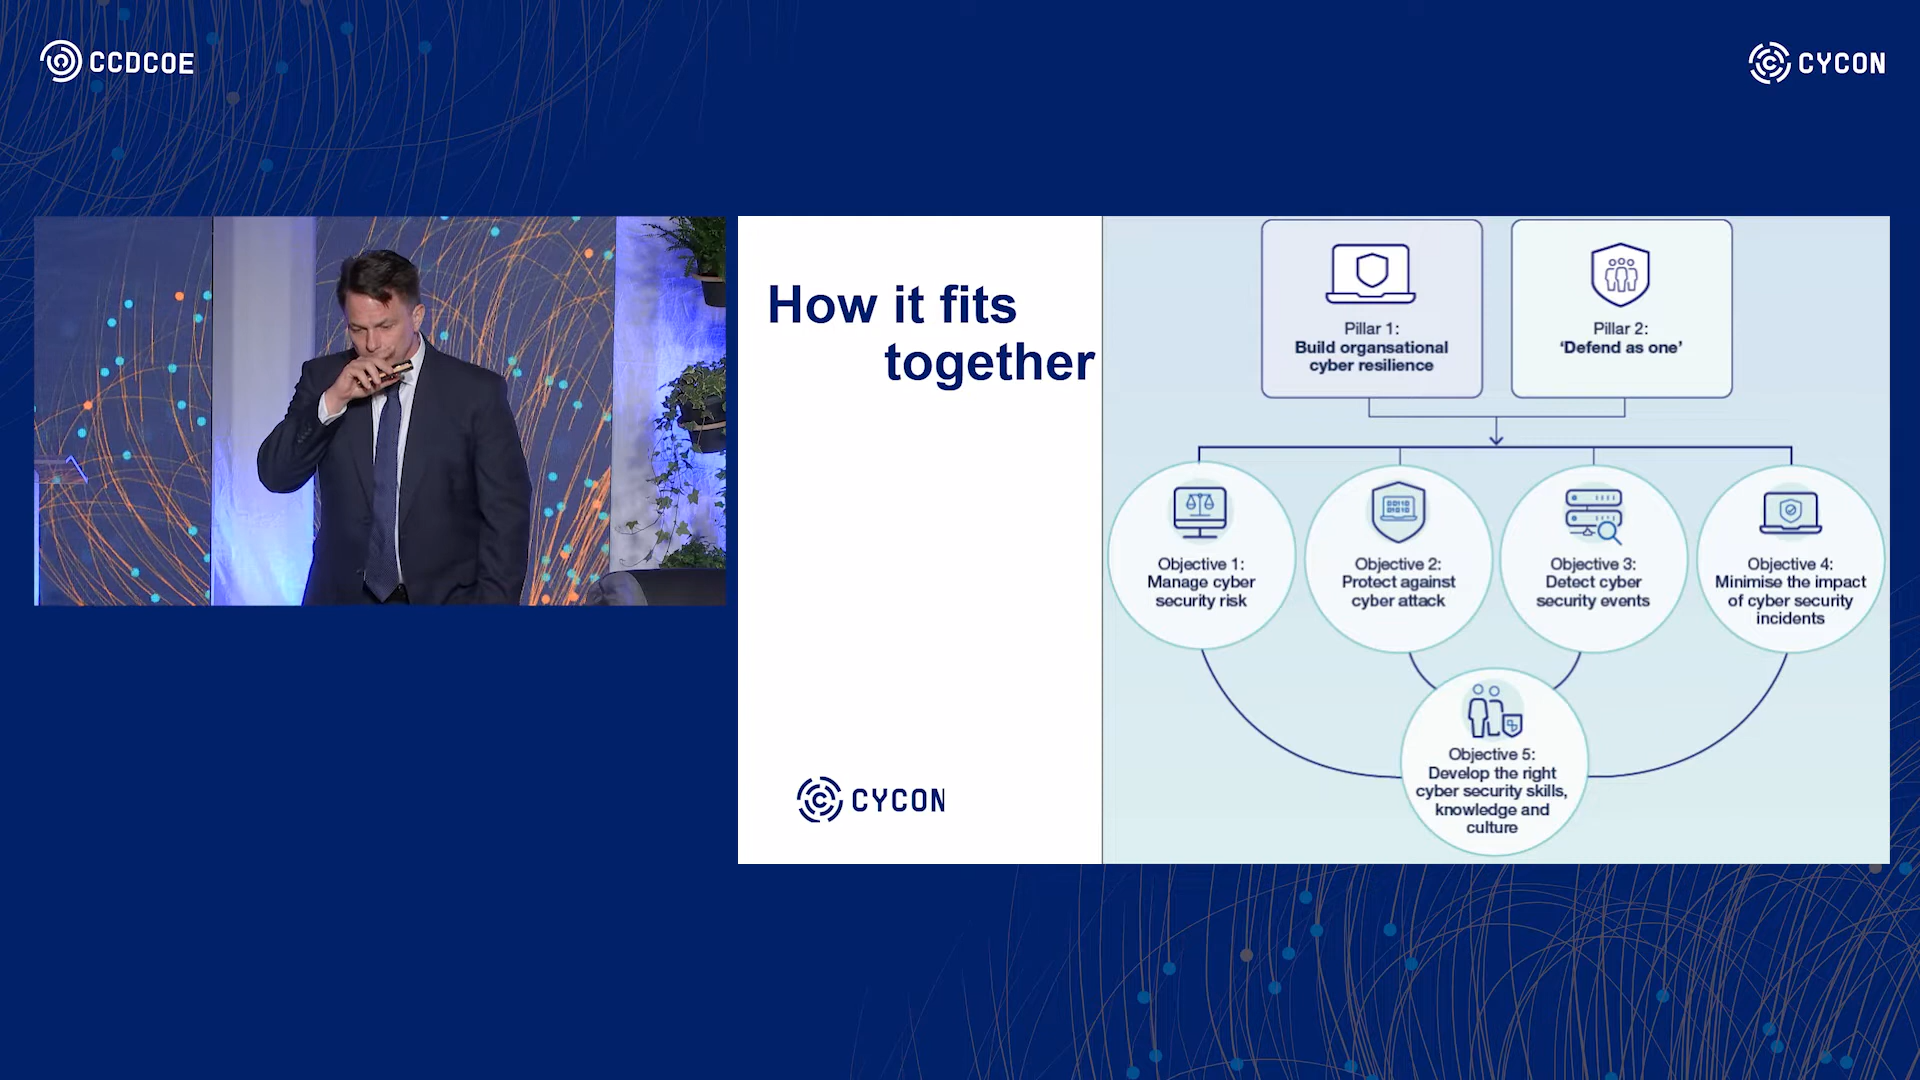 CCDCOE
CYCON
How it fits
together
CYCON
Pillar 1:
Build organsational
cyber resilience
Pillar 2:
‘Defend as one’
Objective 1:
Manage cyber
security risk
Objective 2:
Protect against
cyber attack
Objective 3:
Detect cyber
security events
Objective 4:
Minimise the impact
of cyber security
incidents
Objective 5:
Develop the right
cyber security skills,
knowledge and
culture